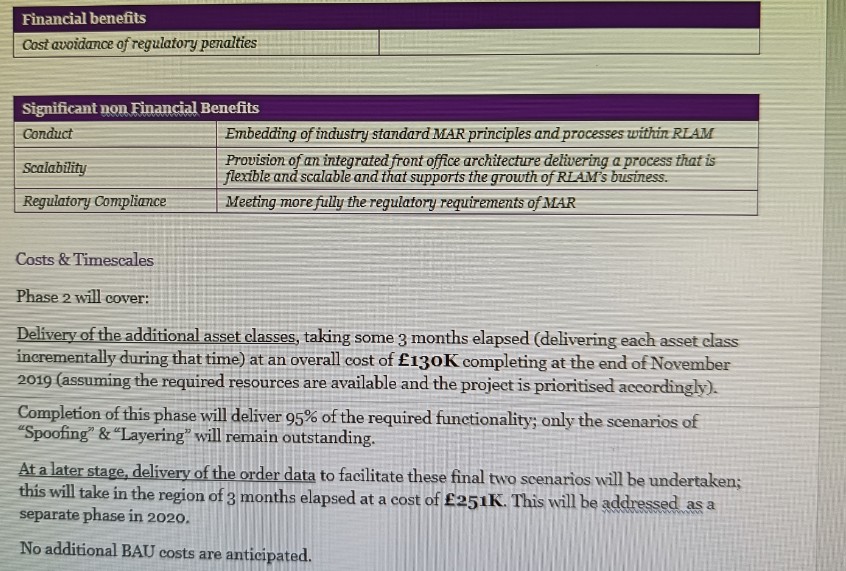 Financial benefits
Cost avoidance of regulatory penalties
Significant non Financial Benefits
Conduct Embedding of industry standard MAR principles and processes within RLAM
Scalability Provision of an integrated front office architecture delivering a process that is
flexible and scalable and that supports the growth of RLAM's business.
Regulatory Compliance Meeting more fully the regulatory requirements of MAR
Costs & Timescales
Phase 2 will cover:
Delivery of the additional asset classes, taking some 3 months elapsed (delivering each asset class
incrementally during that time) at an overall cost of £130K completing at the end of November
2019 (assuming the required resources are available and the project is prioritised accordingly).
Completion of this phase will deliver 95% of the required functionality; only the scenarios of
"Spoofing" & "Layering" will remain outstanding.
At a later stage, delivery of the order data to facilitate these final two scenarios will be undertaken;
this will take in the region of 3 months elapsed at a cost of £251K. This will be addressed as a
separate phase in 2020.
No additional BAU costs are anticipated.